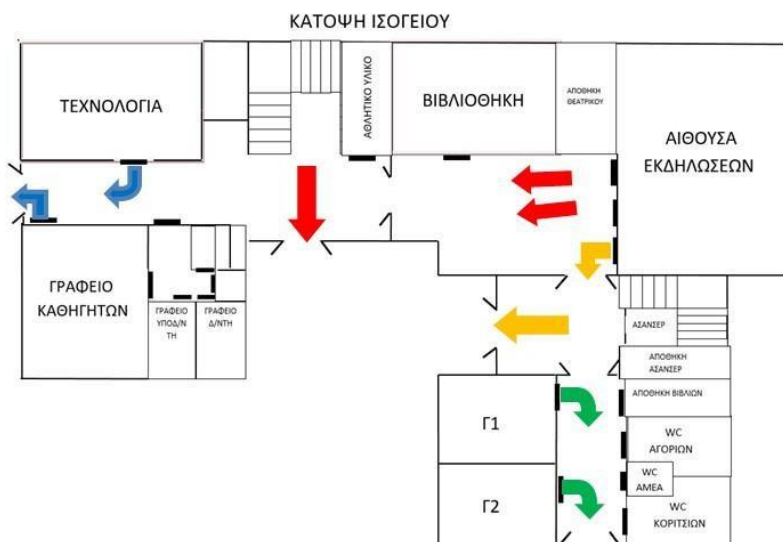 ΚΑΤΟΨΗ ΙΣΟΓΕΙΟΥ
ΤΕΧΝΟΛΟΓΙΑ
ΑΘΛΗΤΙΚΟ ΥΛΙΚΟ
ΒΙΒΛΙΟΘΗΚΗ
ΑΠΟΘΗΚΗ
ΘΕΑΤΡΙΚΟΥ
ΑΙΘΟΥΣΑ
ΕΚΔΗΛΩΣΕΩΝ
ΓΡΑΦΕΙΟ
ΚΑΘΗΓΗΤΩΝ
ΓΡΑΦΕΙΟ
ΥΠΟΔ/Ν
ΤΗ
ΓΡΑΦΕΙΟ
Δ/ΝΤΗ
ΑΣΑΝΣΕΡ
ΑΠΟΘΗΚΗ
ΑΣΑΝΣΕΡ
ΑΠΟΘΗΚΗ ΒΙΒΛΙΩΝ
Γ1
WC
ΑΓΟΡΙΩΝ
WC
ΑΜΕΑ
Γ2
WC
ΚΟΡΙΤΣΙΩΝ